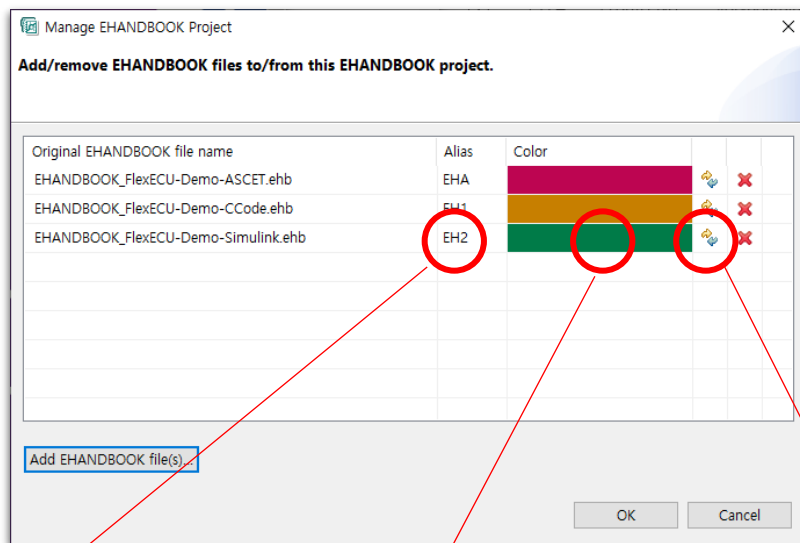 Manage EHANDBOOK Project
Add/remove EHANDBOOK files to/from this EHANDBOOK project.
Original EHANDBOOK file name Alias Color
EHANDBOOK_FlexECU-Demo-ASCET.ehb EHA
EHANDBOOK_FlexECU-Demo-CCode.ehb EH1
EHANDBOOK_FlexECU-Demo-Simulink.ehb EH2
Add EHANDBOOK file(s)...
OK Cancel